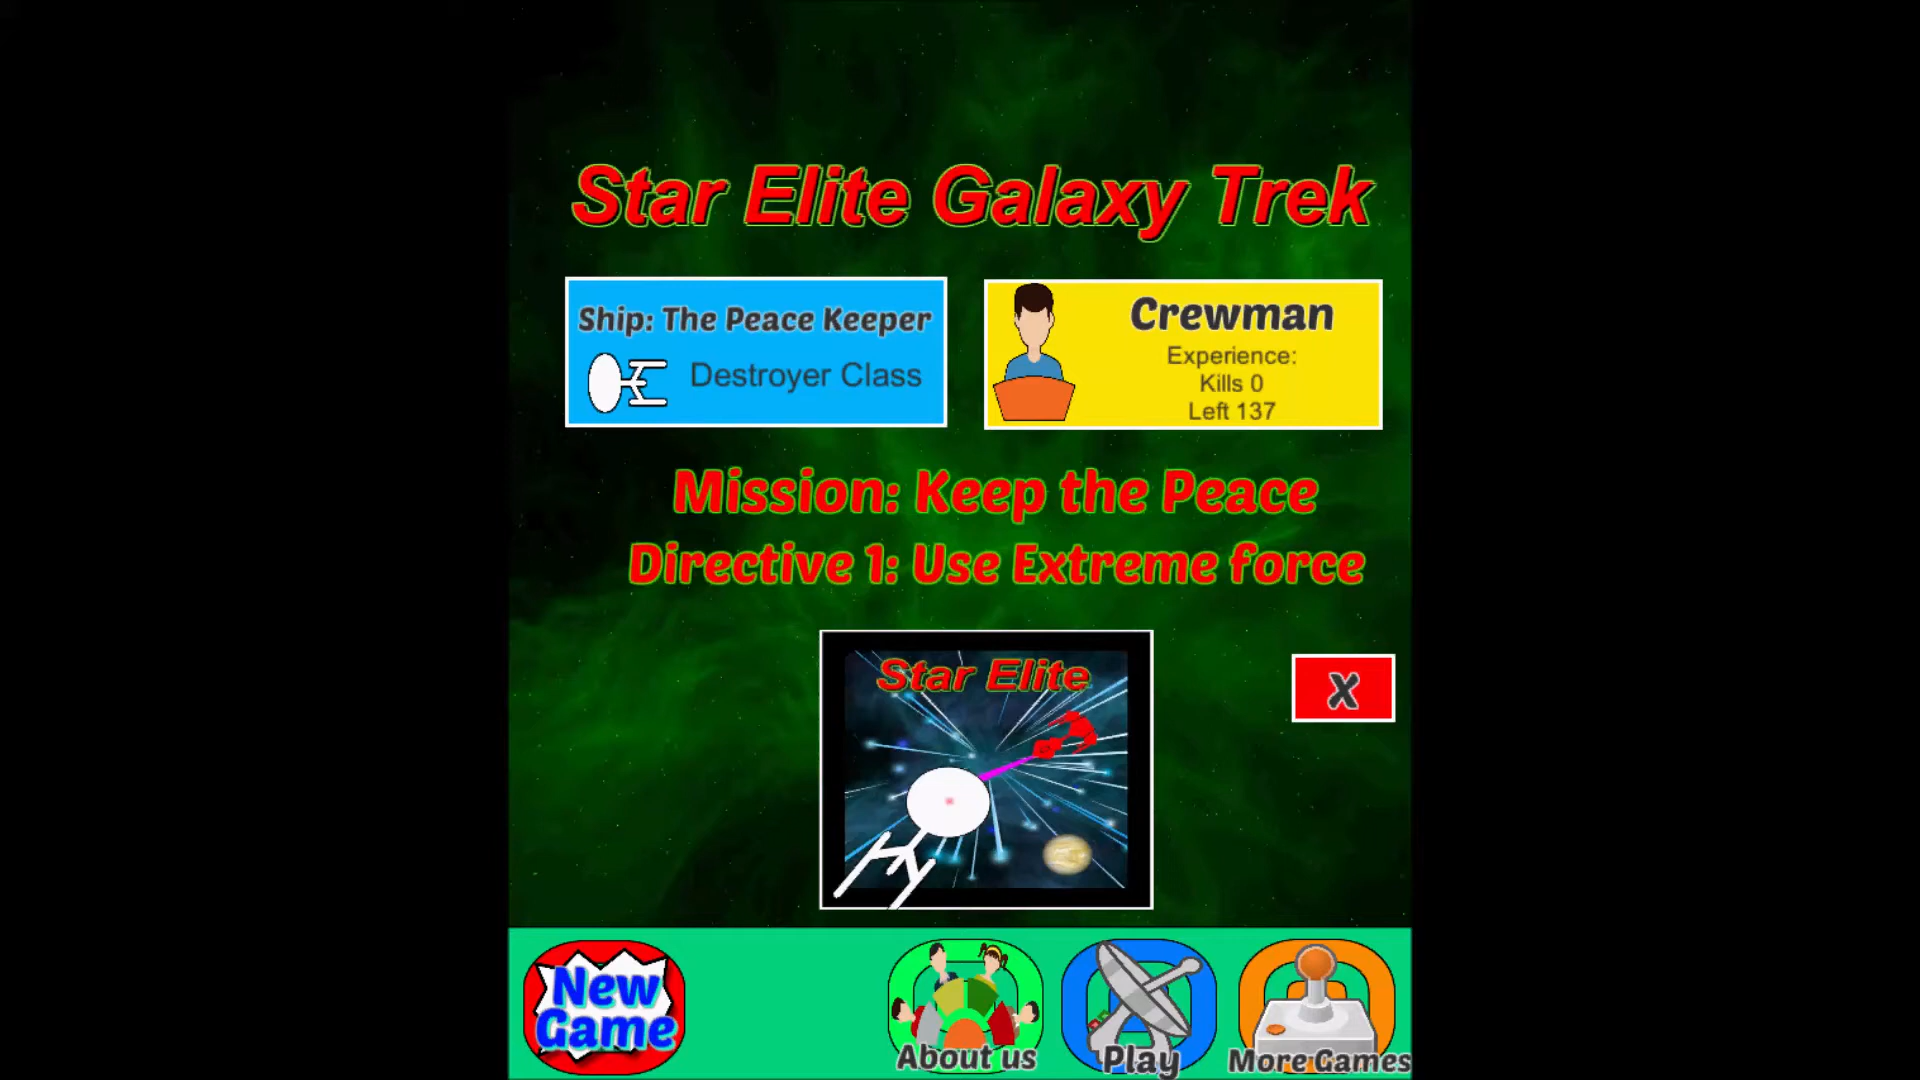 Star Elite Galaxy Trek
Ship: The Peace Keeper
Destroyer Class
Crewman
Experience:
Kills 0
Left 137
Mission: Keep the Peace
Directive 1: Use Extreme force
Star Elite
X
New
Game
About us
Play
More Games